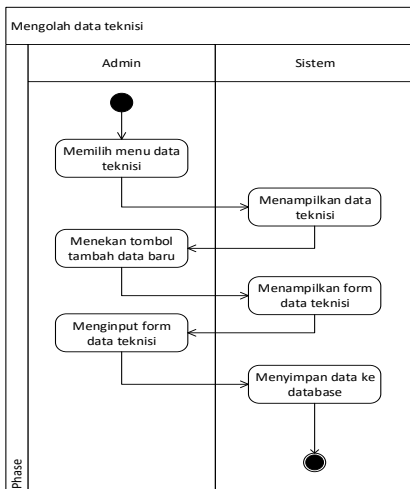 Mengolah data teknisi
Admin
Sistem
Memilih menu data
teknisi
Menampilkan data
teknisi
Menekan tombol
tambah data baru
Menampilkan form
data teknisi
Menginput form
data teknisi
Menyimpan data ke
database
Phase